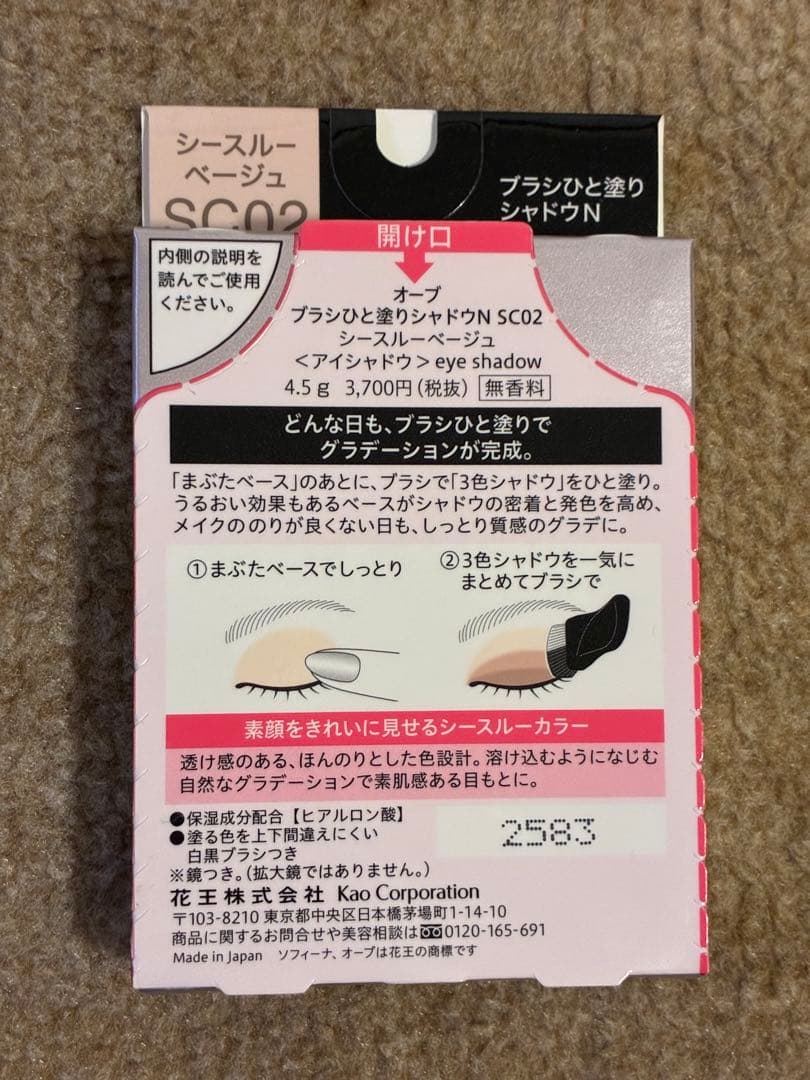 シースルー
ベージュ
SC02
ブラシひと塗り
シャドウN
開け口
内側の説明を
読んでご使用
ください。
オーブ
ブラシひと塗りシャドウN SC02
シースルーベージュ
＜アイシャドウ＞eye shadow
4.5g 3,700円(税抜) 無香料
どんな日も、ブラシひと塗りで
グラデーションが完成。
「まぶたベース」のあとに、ブラシで「3色シャドウ」をひと塗り。
うるおい効果もあるベースがシャドウの密着と発色を高め、
メイクののりが良くない日も、しっとり質感のグラデに。
①まぶたベースでしっとり
②3色シャドウを一気に
まとめてブラシで
素顔をきれいに見せるシースルーカラー
透け感のある、ほんのりとした色設計。溶け込むようになじむ
自然なグラデーションで素肌感ある目もとに。
●保湿成分配合【ヒアルロン酸】
●塗る色を上下間違えにくい
白黒ブラシつき
※鏡つき。(拡大鏡ではありません。)
2583
花王株式会社 Kao Corporation
〒103-8210 東京都中央区日本橋茅場町1-14-10
商品に関するお問合せや美容相談は0120-165-691
Made in Japan ソフィーナ、オーブは花王の商標です